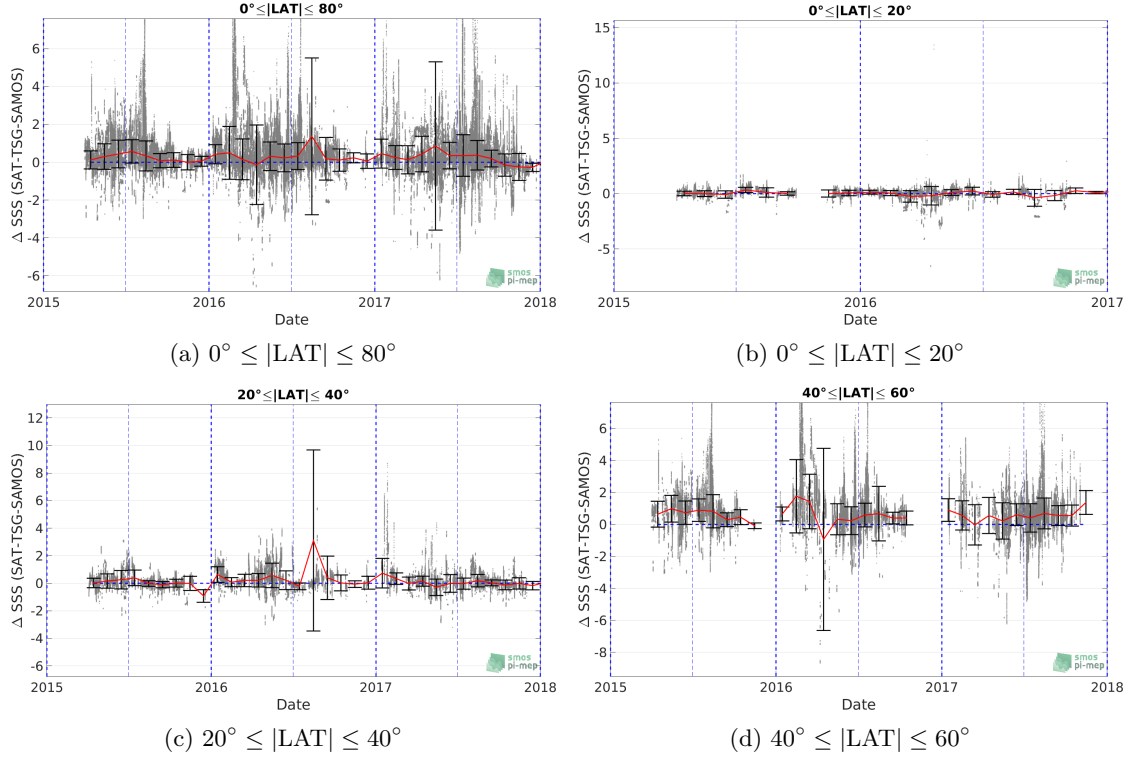 0°≤|LAT|≤ 80°
Δ SSS (SAT-TSG-SAMOS)
6
4
2
0
-2
-4
-6
2015
2016
2017
2018
Date
smos
pi-mep
(a) 0° ≤ |LAT| ≤ 80°
0°≤|LAT|≤ 20°
Δ SSS (SAT-TSG-SAMOS)
15
10
5
0
-5
2015
2016
2017
Date
smos
pi-mep
(b) 0° ≤ |LAT| ≤ 20°
20°≤|LAT|≤ 40°
Δ SSS (SAT-TSG-SAMOS)
12
10
8
6
4
2
0
-2
-4
-6
2015
2016
2017
2018
Date
smos
pi-mep
(c) 20° ≤ |LAT| ≤ 40°
40°≤|LAT|≤ 60°
Δ SSS (SAT-TSG-SAMOS)
6
4
2
0
-2
-4
-6
-8
2015
2016
2017
2018
Date
smos
pi-mep
(d) 40° ≤ |LAT| ≤ 60°